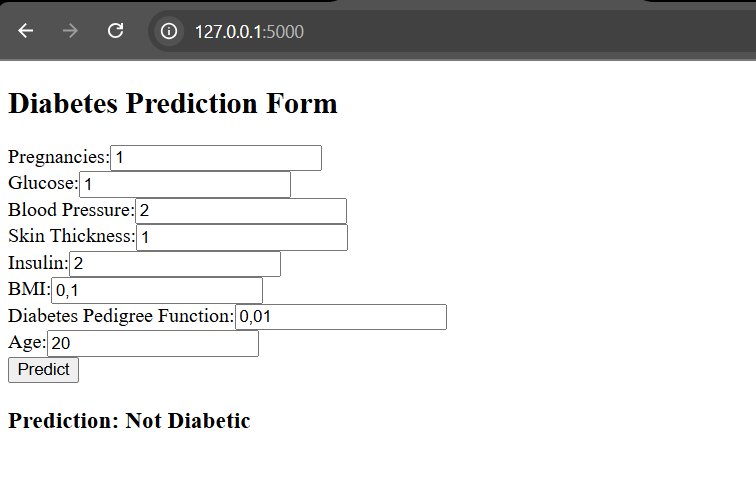 127.0.0.1:5000
Diabetes Prediction Form
Pregnancies: 1
Glucose: 1
Blood Pressure: 2
Skin Thickness: 1
Insulin: 2
BMI: 0,1
Diabetes Pedigree Function: 0,01
Age: 20
Predict
Prediction: Not Diabetic